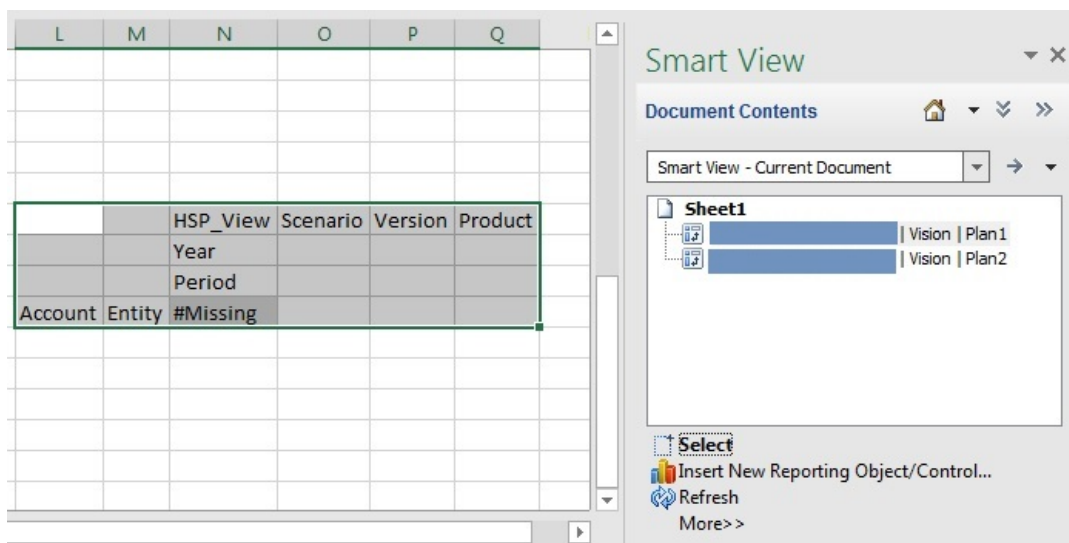 L M N O P Q
HSP_View Scenario Version Product
Year
Period
Account Entity #Missing
Smart View
Document Contents
Smart View - Current Document
Sheet1
| Vision | Plan1
| Vision | Plan2
Select
Insert New Reporting Object/Control...
Refresh
More>>